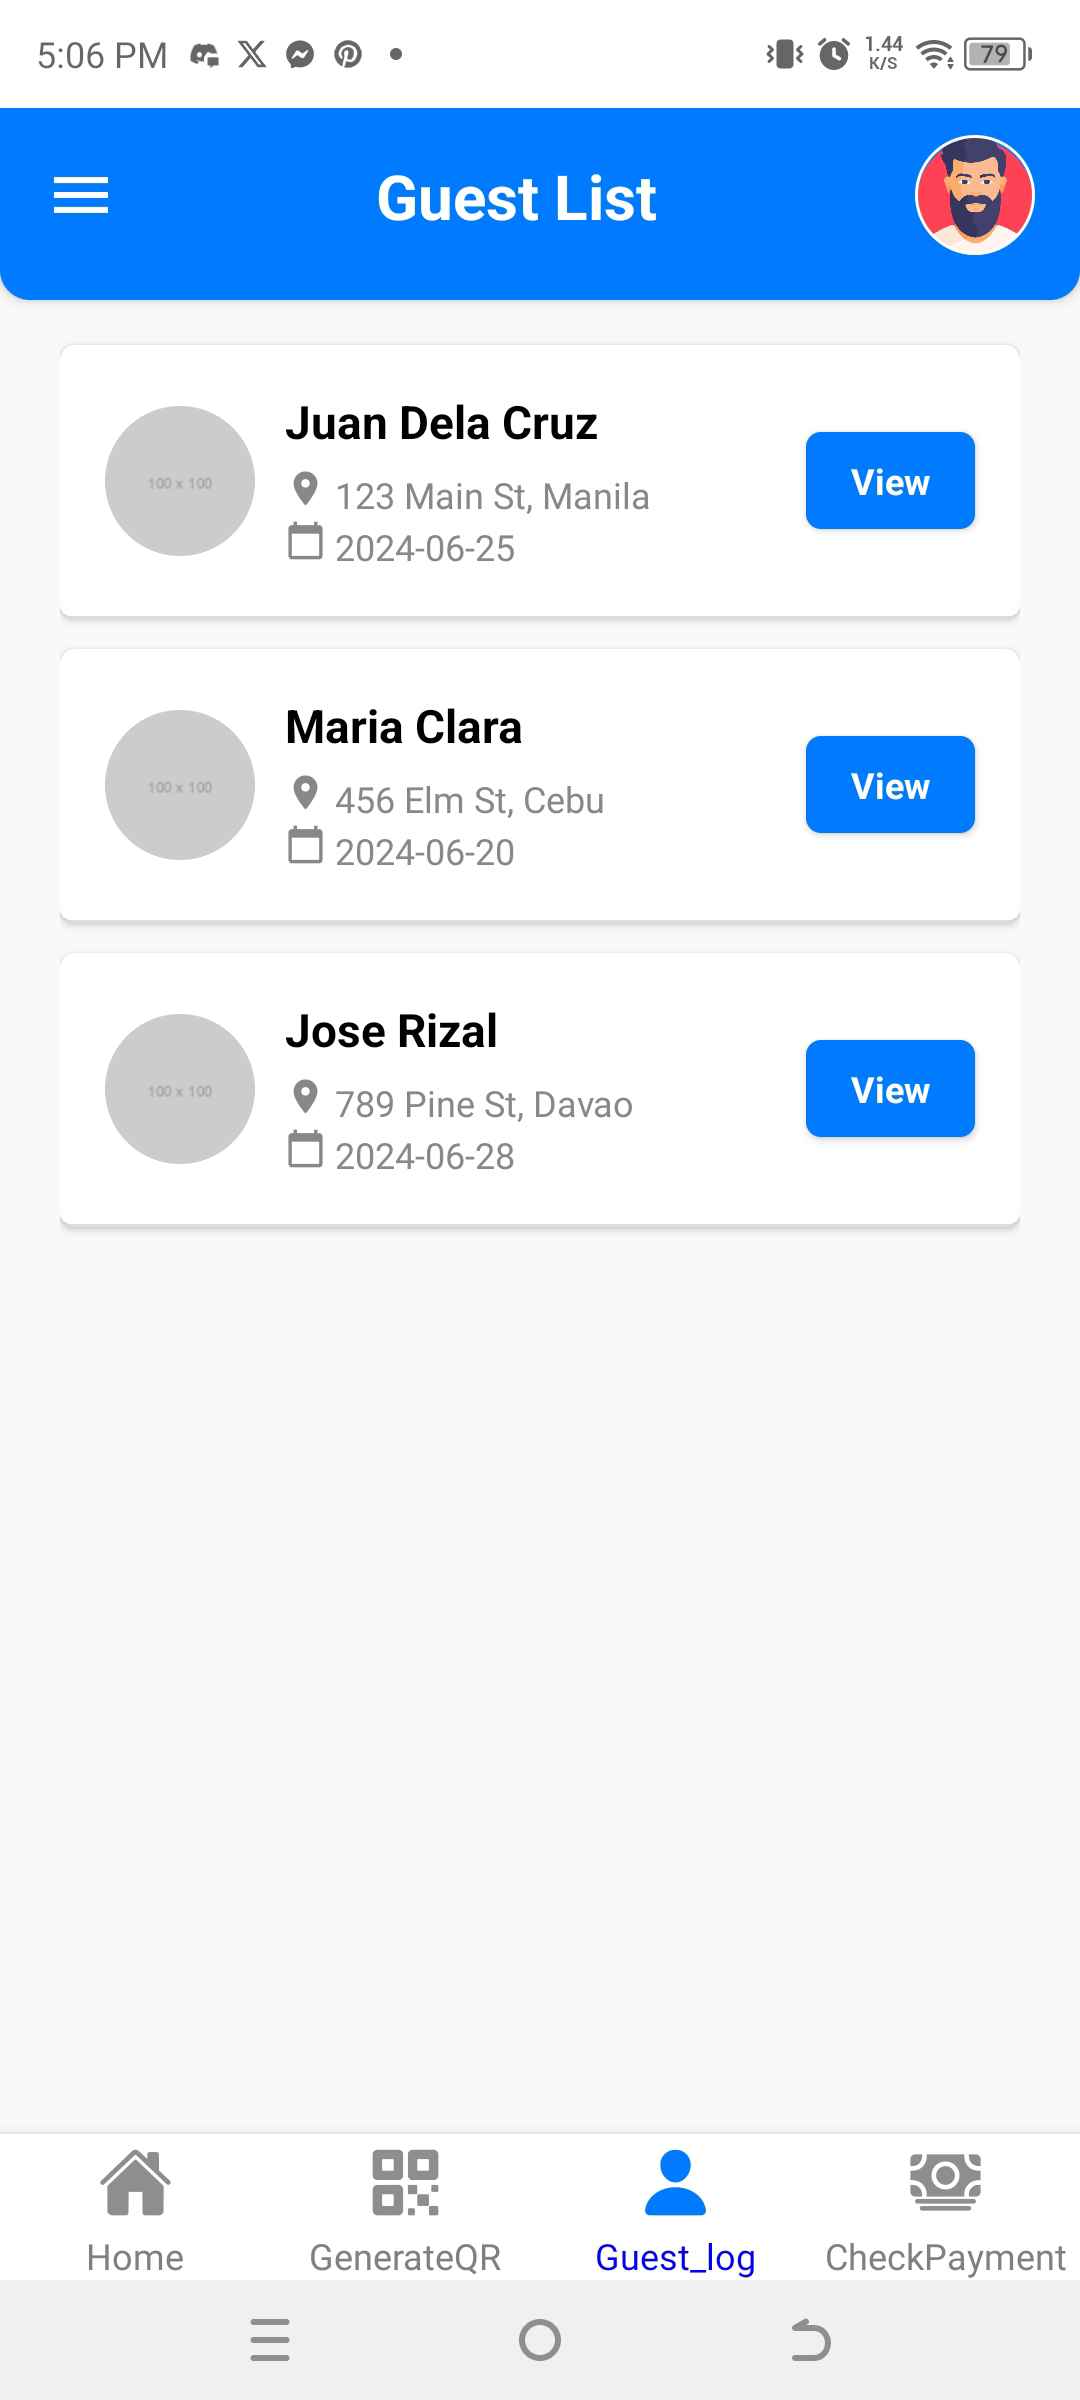 5:06 PM
1.44
K/S
79
Guest List
100 x 100
Juan Dela Cruz
123 Main St, Manila
2024-06-25
View
100 x 100
Maria Clara
456 Elm St, Cebu
2024-06-20
View
100 x 100
Jose Rizal
789 Pine St, Davao
2024-06-28
View
Home
GenerateQR
Guest_log
CheckPayment